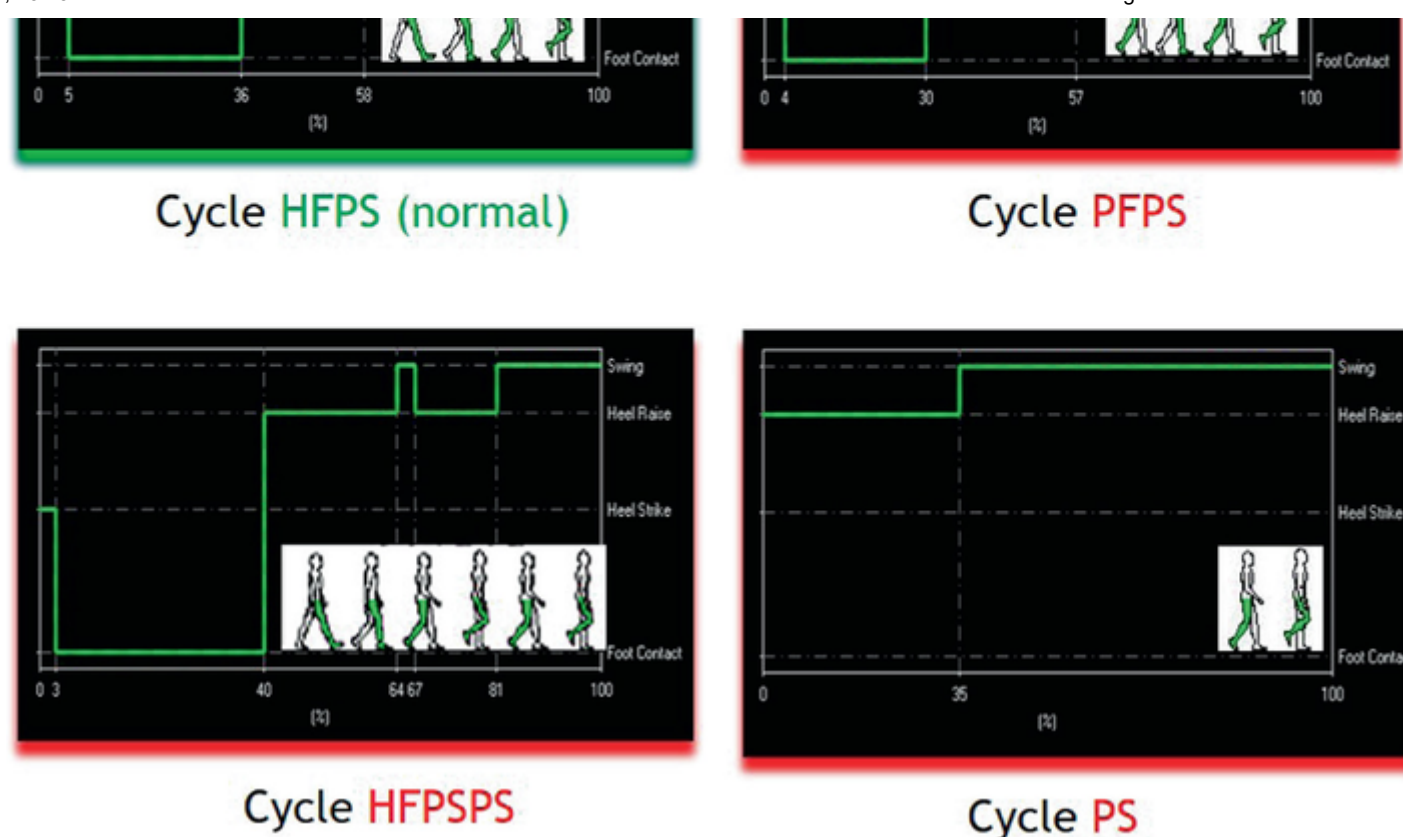 Foot Contact
0 5 36 58 100
(%)
Cycle HFPS (normal)
Foot Contact
0 4 30 57 100
(%)
Cycle PFPS
Swing
Heel Raise
Heel Strike
Foot Contact
0 3 40 64 67 81 100
(%)
Cycle HFPSPS
Swing
Heel Raise
Heel Strike
Foot Conta
0 35 100
(%)
Cycle PS